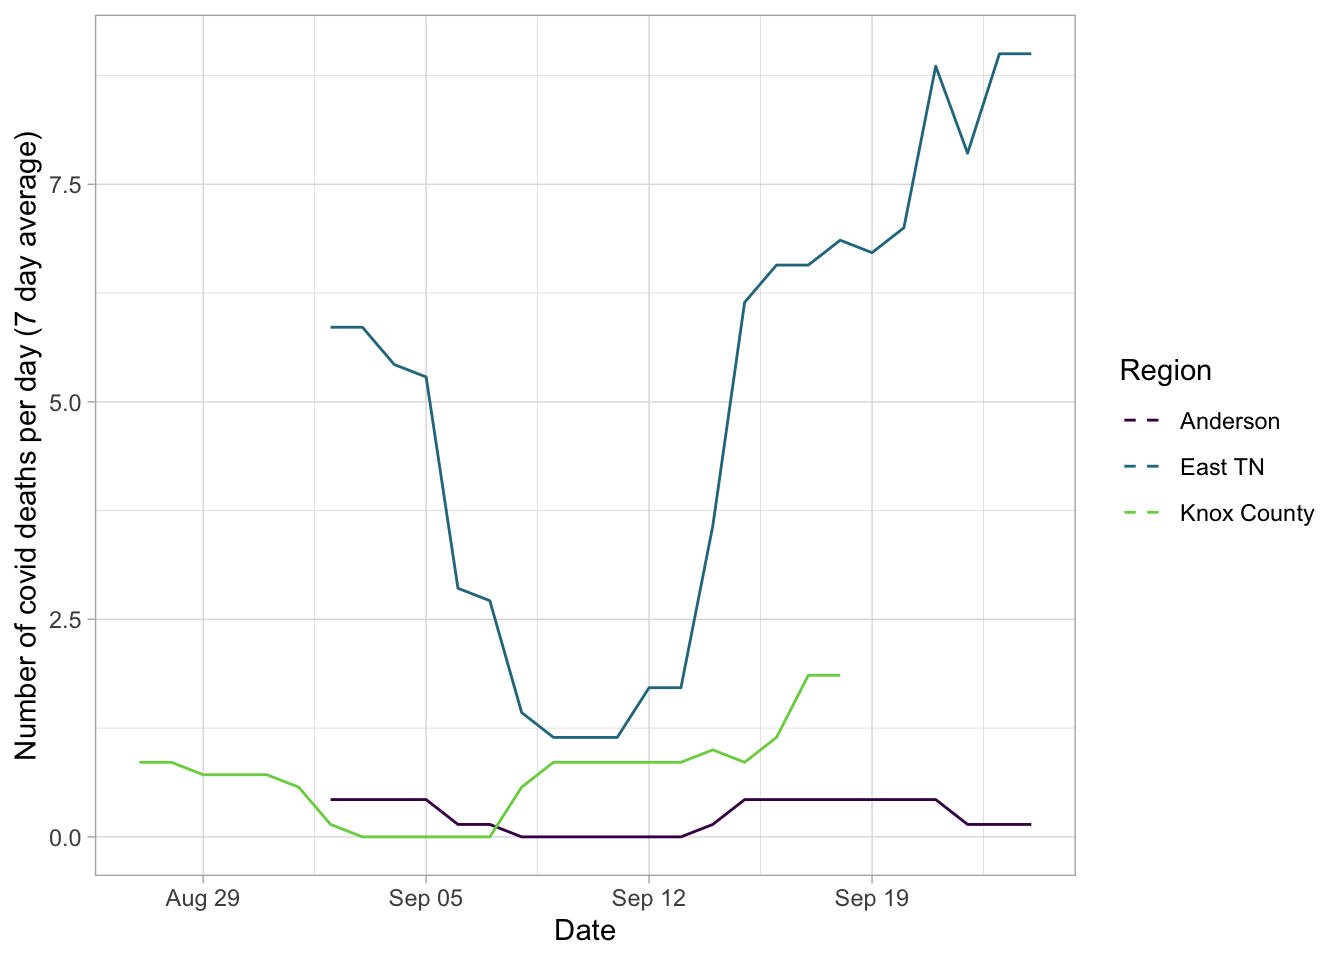 Number of covid deaths per day (7 day average)
7.5
5.0
2.5
0.0
Aug 29
Sep 05
Sep 12
Sep 19
Date
Region
Anderson
East TN
Knox County